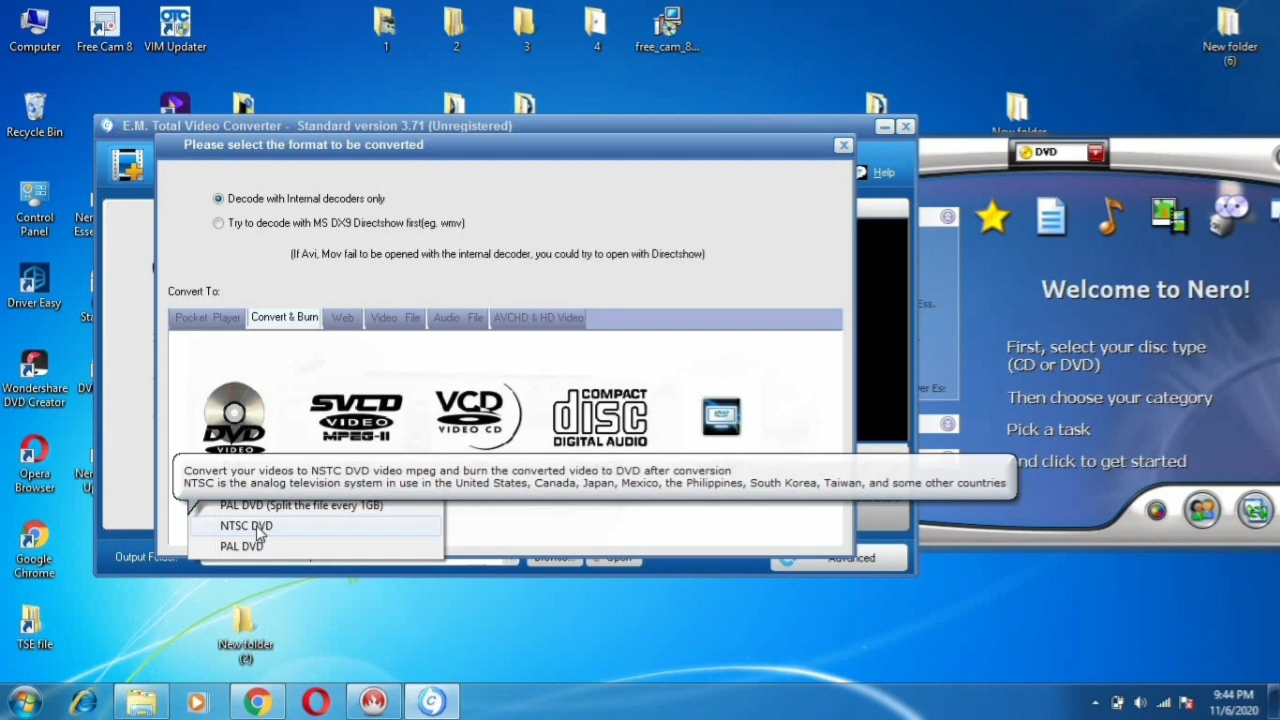 Computer
Free Cam 8
VIM Updater
1
2
3
4
free_cam_8...
New folder
(6)
Recycle Bin
E.M. Total Video Converter - Standard version 3.71 (Unregistered)
Please select the format to be converted
Help
DVD
Control
Panel
Decode with Internal decoders only
Try to decode with MS DX9 Directshow first(eg. wmv)
(If Avi, Mov fail to be opened with the internal decoder, you could try to open with Directshow)
Convert To:
Pocket Player
Convert & Burn
Web
Video File
Audio File
AVCHD & HD Video
Driver Easy
Welcome to Nero!
First, select your disc type
(CD or DVD)
Then choose your category
Pick a task
and click to get started
Wondershare
DVD Creator
DVD
VIDEO
SVCD
VIDEO
MPEG-II
VCD
VIDEO CD
COMPACT
disc
DIGITAL AUDIO
Convert your videos to NSTC DVD video mpeg and burn the converted video to DVD after conversion
NTSC is the analog television system in use in the United States, Canada, Japan, Mexico, the Philippines, South Korea, Taiwan, and some other countries
PAL DVD (Split the file every 1GB)
NTSC DVD
PAL DVD
Opera
Browser
Output Folder:
Browse...
Open
Advanced
Google
Chrome
TSE file
New folder
(2)
9:44 PM
11/6/2020